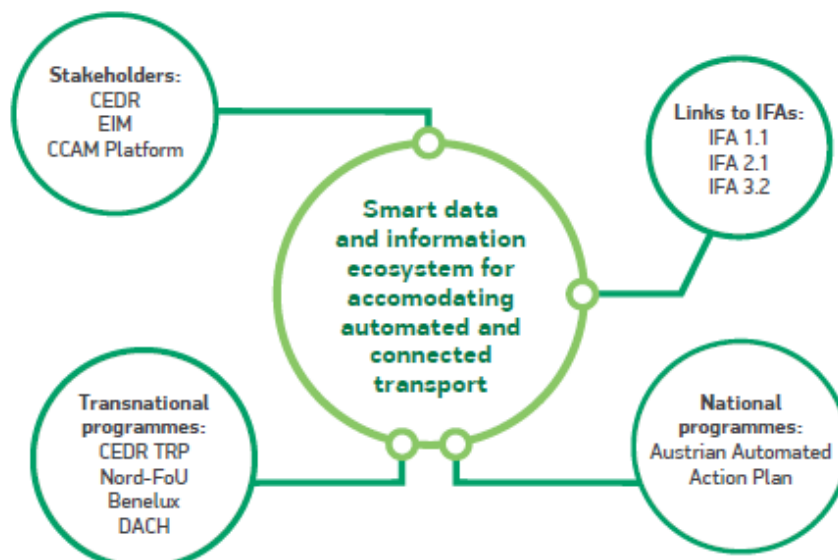 Stakeholders:
CEDR
EIM
CCAM Platform
Links to IFAs:
IFA 1.1
IFA 2.1
IFA 3.2
Smart data
and information
ecosystem for
accomodating
automated and
connected
transport
Transnational
programmes:
CEDR TRP
Nord-FoU
Benelux
DACH
National
programmes:
Austrian Automated
Action Plan